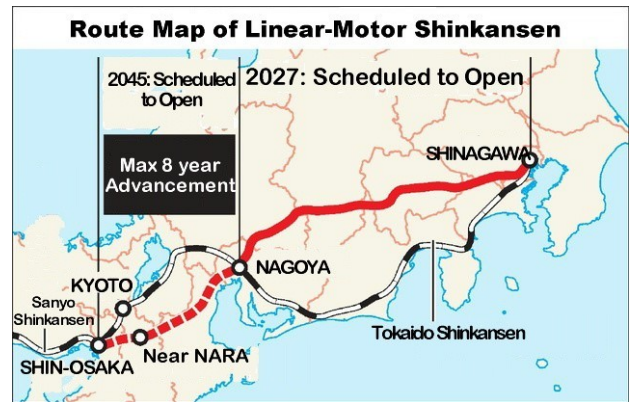 Route Map of Linear-Motor Shinkansen
2045: Scheduled
to Open
2027: Scheduled to Open
Max 8 year
Advancement
SHINAGAWA
NAGOYA
KYOTO
Sanyo
Shinkansen
Tokaido Shinkansen
Near NARA
SHIN-OSAKA